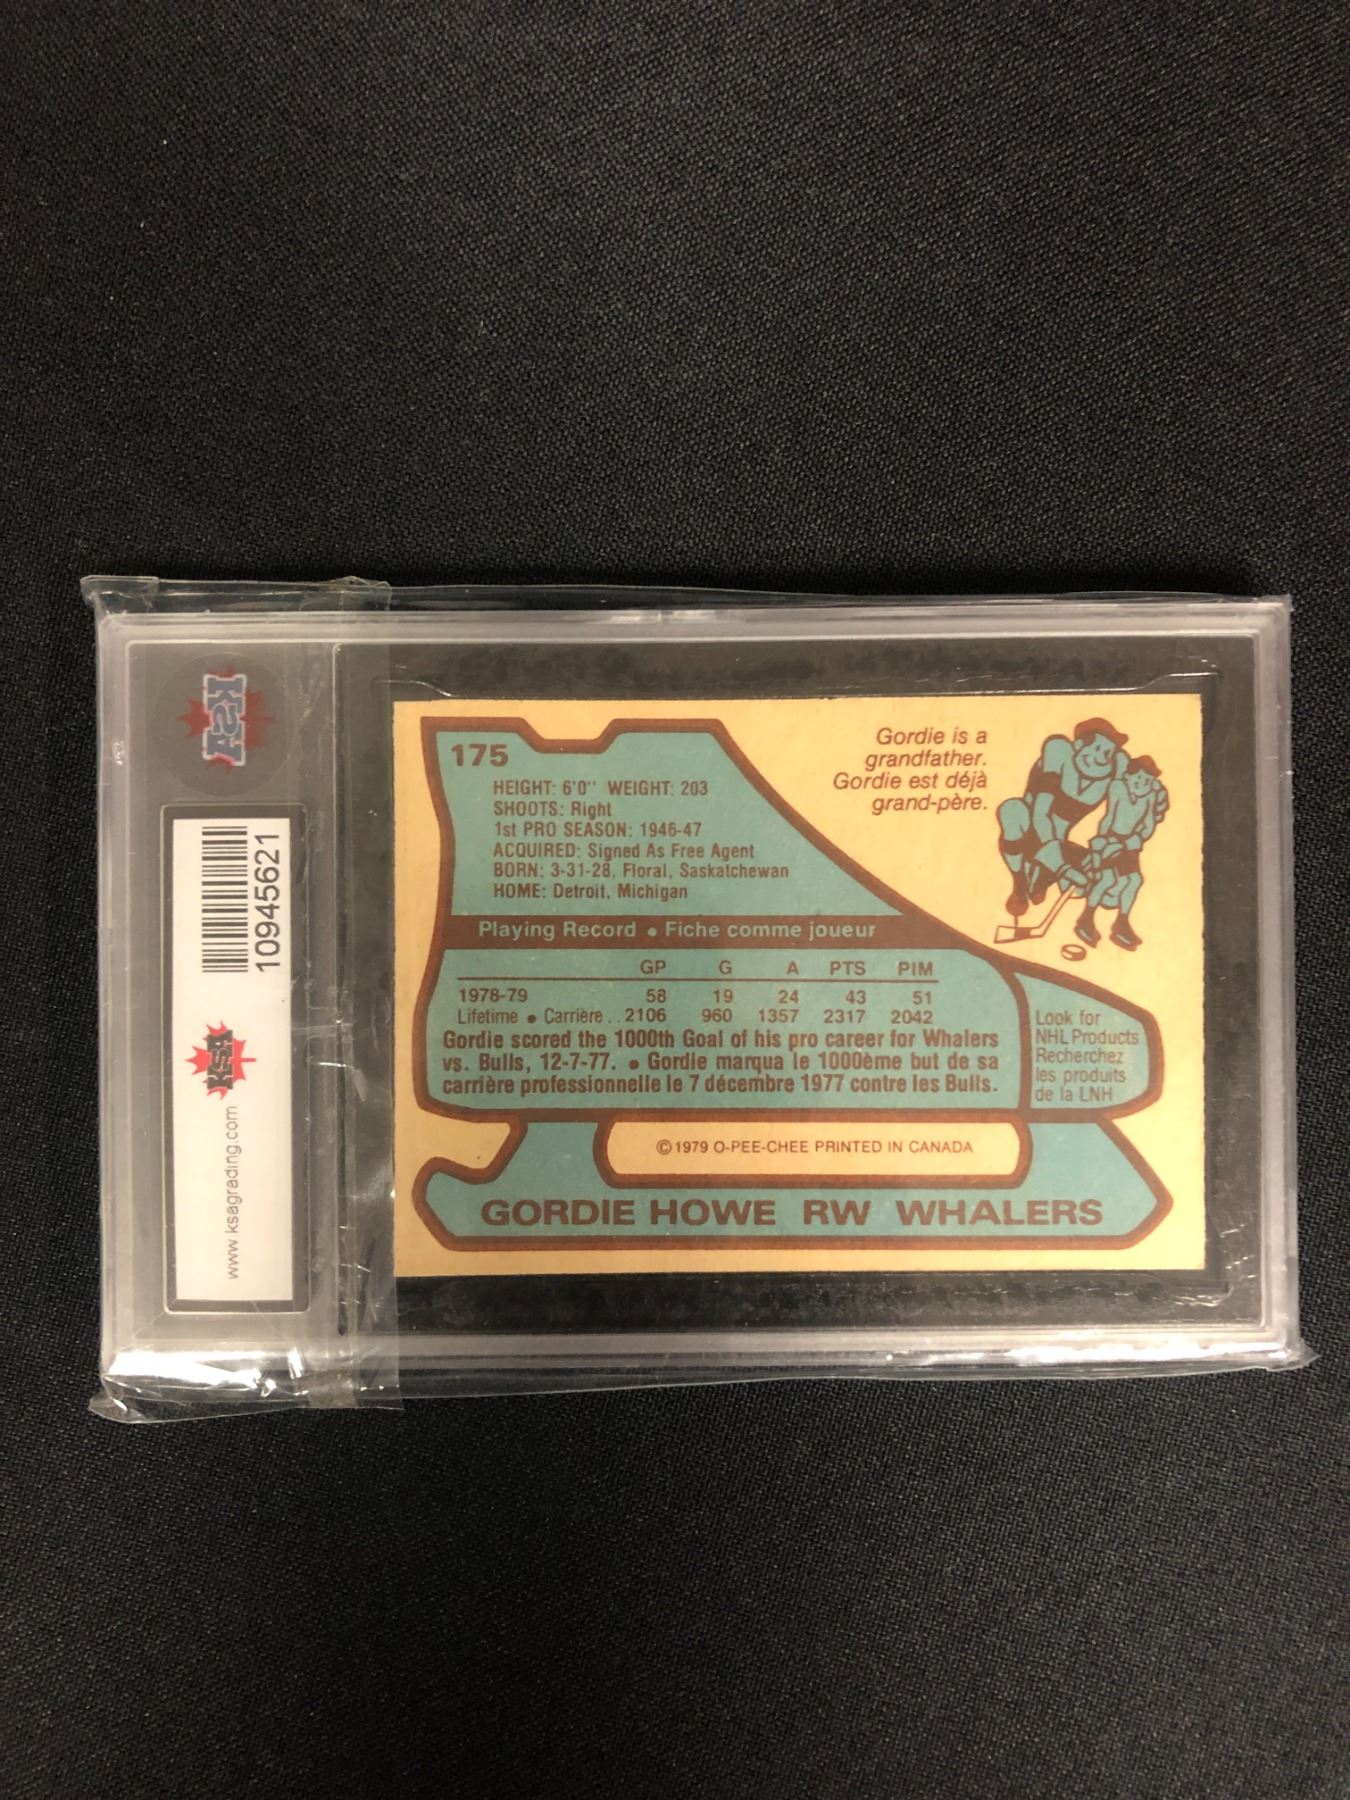 175
HEIGHT: 6'0'' WEIGHT: 203
SHOOTS: Right
1st PRO SEASON: 1946-47
ACQUIRED: Signed As Free Agent
BORN: 3-31-28, Floral, Saskatchewan
HOME: Detroit, Michigan
Gordie is a
grandfather.
Gordie est déjà
grand-père.
Playing Record • Fiche comme joueur
GP G A PTS PIM
1978-79 58 19 24 43 51
Lifetime • Carrière .. 2106 960 1357 2317 2042
Gordie scored the 1000th Goal of his pro career for Whalers
vs. Bulls, 12-7-77. • Gordie marqua le 1000ème but de sa
carrière professionnelle le 7 décembre 1977 contre les Bulls.
Look for
NHL Products
Recherchez
les produits
de la LNH
© 1979 O-PEE-CHEE PRINTED IN CANADA
GORDIE HOWE RW WHALERS
KSA
10945621
KSA
www.ksagrading.com